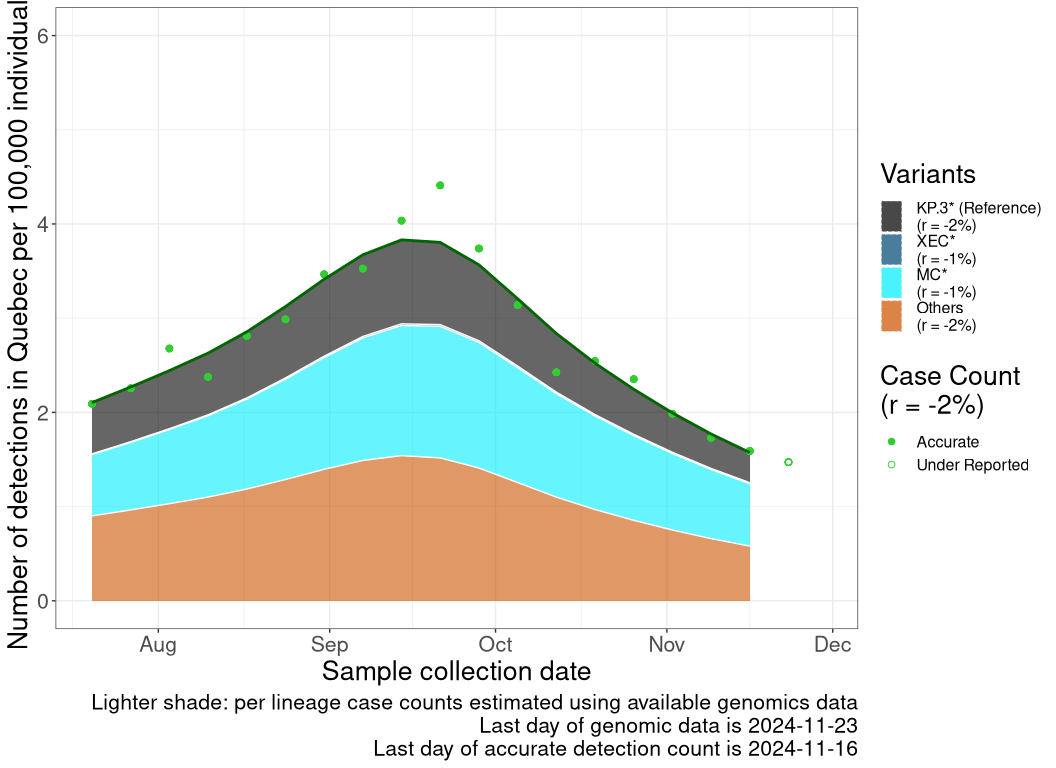 Number of detections in Quebec per 100,000 individual
6
4
2
0
Aug
Sep
Oct
Nov
Dec
Sample collection date
Lighter shade: per lineage case counts estimated using available genomics data
Last day of genomic data is 2024-11-23
Last day of accurate detection count is 2024-11-16
Variants
KP.3* (Reference)
(r = -2%)
XEC*
(r = -1%)
MC*
(r = -1%)
Others
(r = -2%)
Case Count
(r = -2%)
Accurate
Under Reported